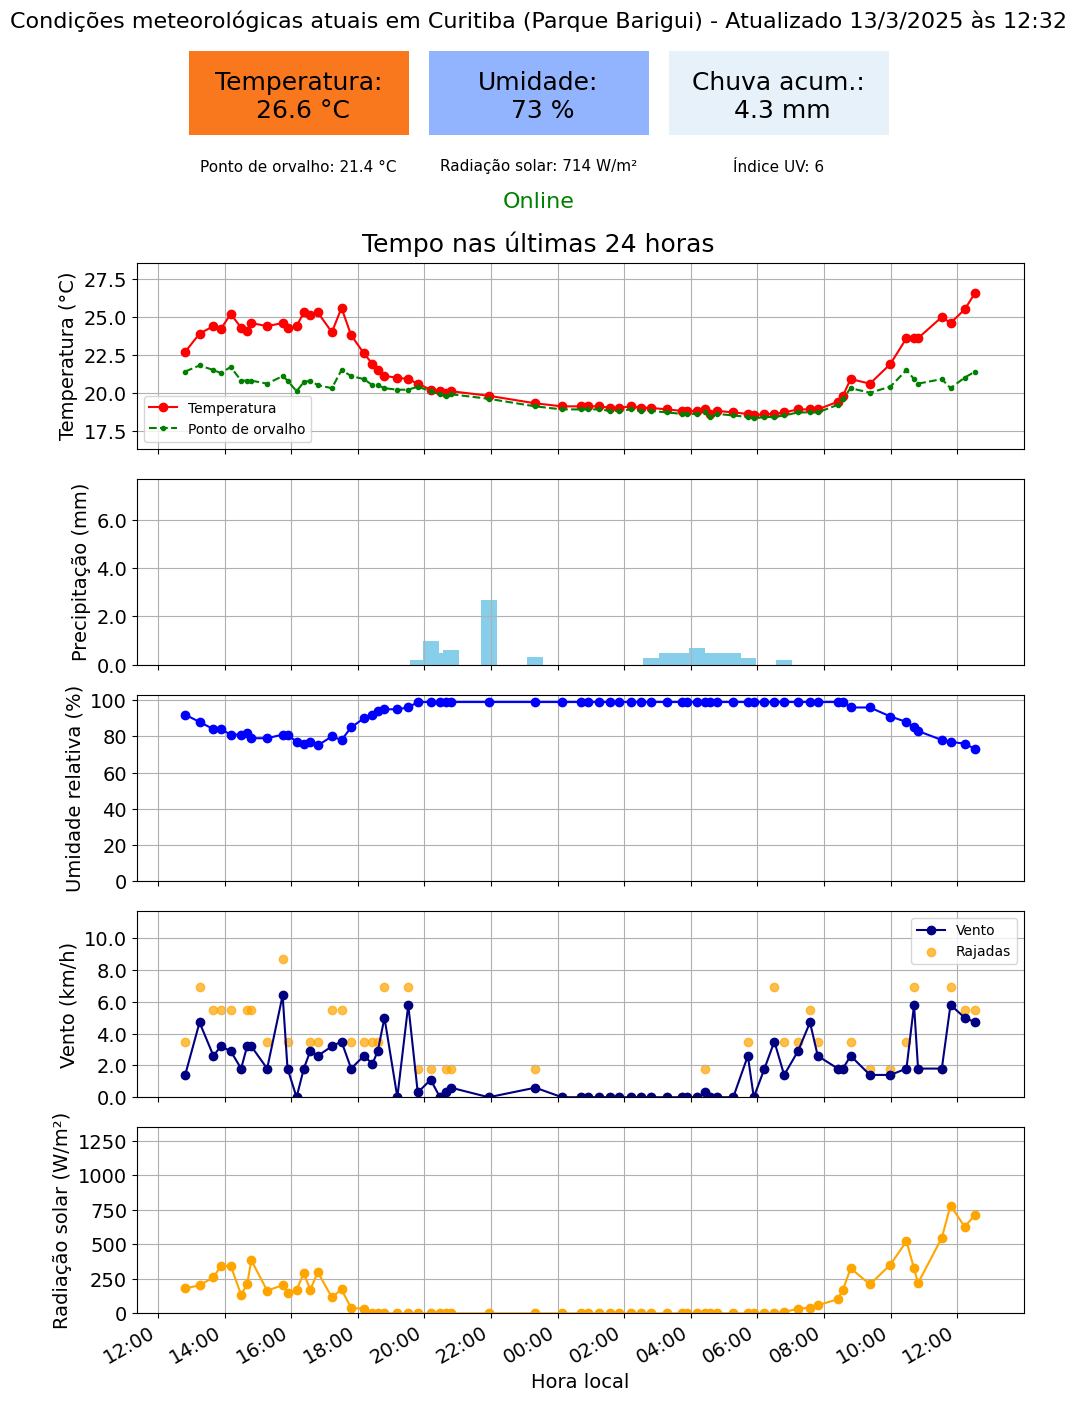 Condições meteorológicas atuais em Curitiba (Parque Barigui) - Atualizado 13/3/2025 às 12:32
Temperatura:
26.6 °C
Umidade:
73 %
Chuva acum.:
4.3 mm
Ponto de orvalho: 21.4 °C
Radiação solar: 714 W/m²
Índice UV: 6
Online
Tempo nas últimas 24 horas
Temperatura (°C)
27.5
25.0
22.5
20.0
17.5
Temperatura
Ponto de orvalho
Precipitação (mm)
6.0
4.0
2.0
0.0
Umidade relativa (%)
100
80
60
40
20
0
Vento (km/h)
10.0
8.0
6.0
4.0
2.0
0.0
Vento
Rajadas
Radiação solar (W/m²)
1250
1000
750
500
250
0
12:00
14:00
16:00
18:00
20:00
22:00
00:00
02:00
04:00
06:00
08:00
10:00
12:00
Hora local